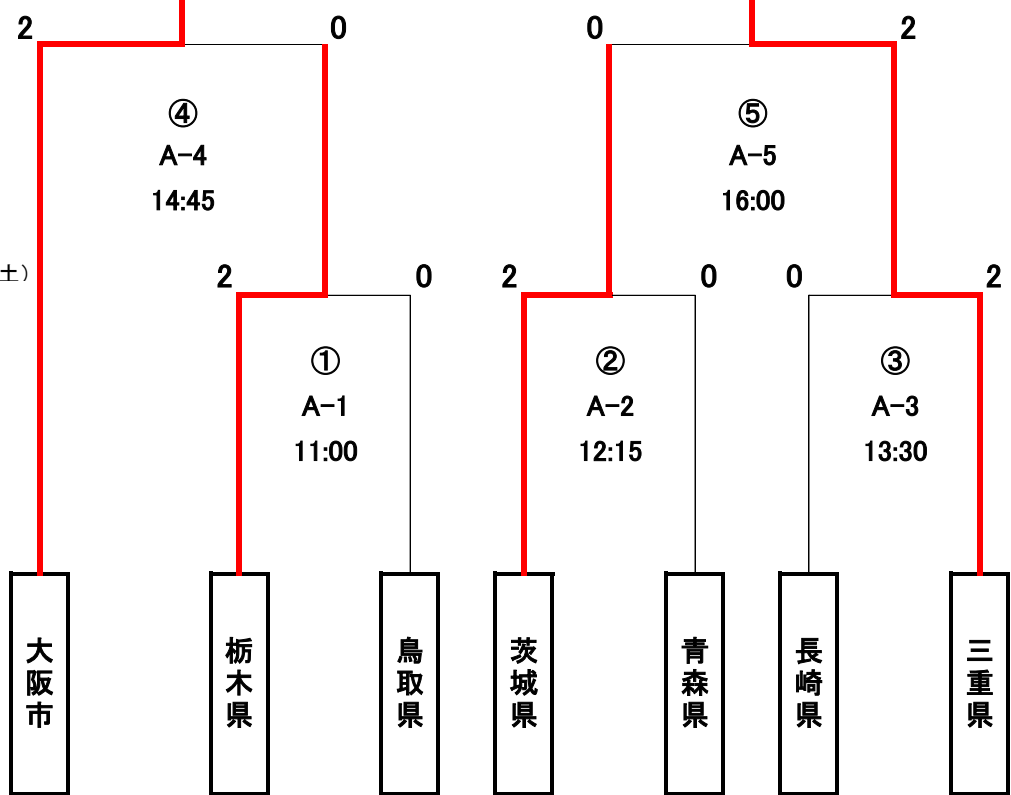 2 0 0 2
④ ⑤
A-4 A-5
14:45 16:00
土）
2 0 2 0 0 2
① ② ③
A-1 A-2 A-3
11:00 12:15 13:30
大阪市
栃木県
鳥取県
茨城県
青森県
長崎県
三重県